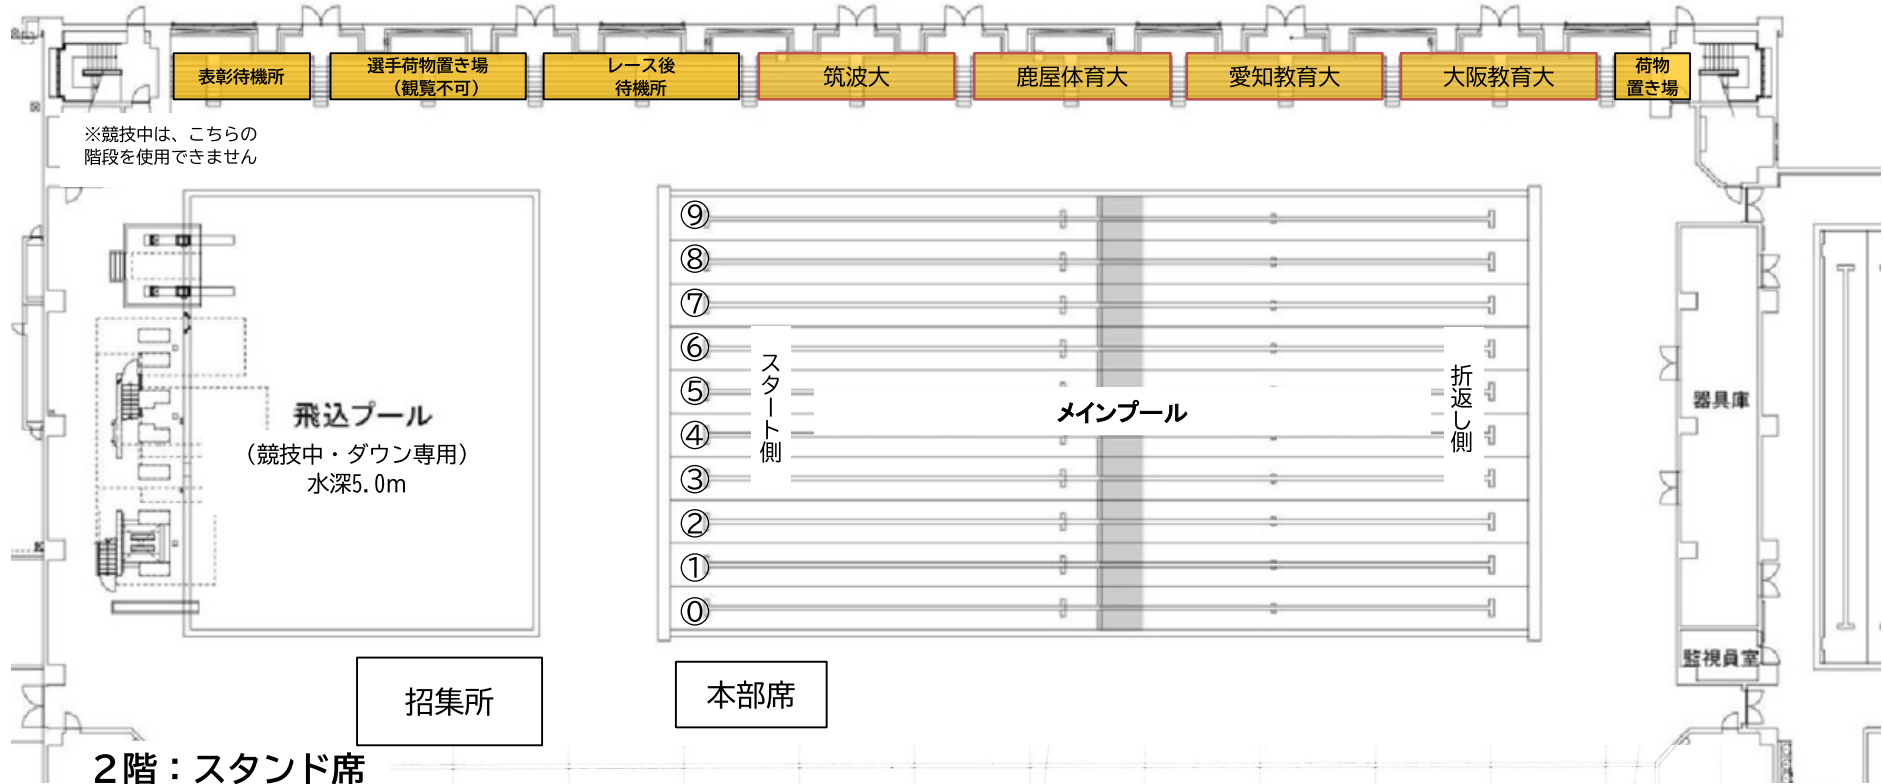 表彰待機所
選手荷物置き場
（観覧不可）
レース後
待機所
筑波大
鹿屋体育大
愛知教育大
大阪教育大
荷物
置き場
※競技中は、こちらの
階段を使用できません
⑨
⑧
⑦
⑥
⑤
④
③
②
①
⓪
スタート側
メインプール
折返し側
飛込プール
（競技中・ダウン専用）
水深5.0m
器具庫
監視員室
招集所
本部席
２階：スタンド席